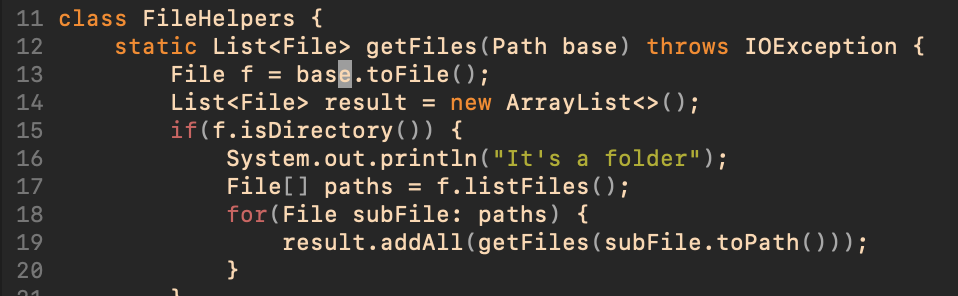 11 class FileHelpers {
12     static List<File> getFiles(Path base) throws IOException {
13         File f = base.toFile();
14         List<File> result = new ArrayList<>();
15         if(f.isDirectory()) {
16             System.out.println("It's a folder");
17             File[] paths = f.listFiles();
18             for(File subFile: paths) {
19                 result.addAll(getFiles(subFile.toPath()));
20             }